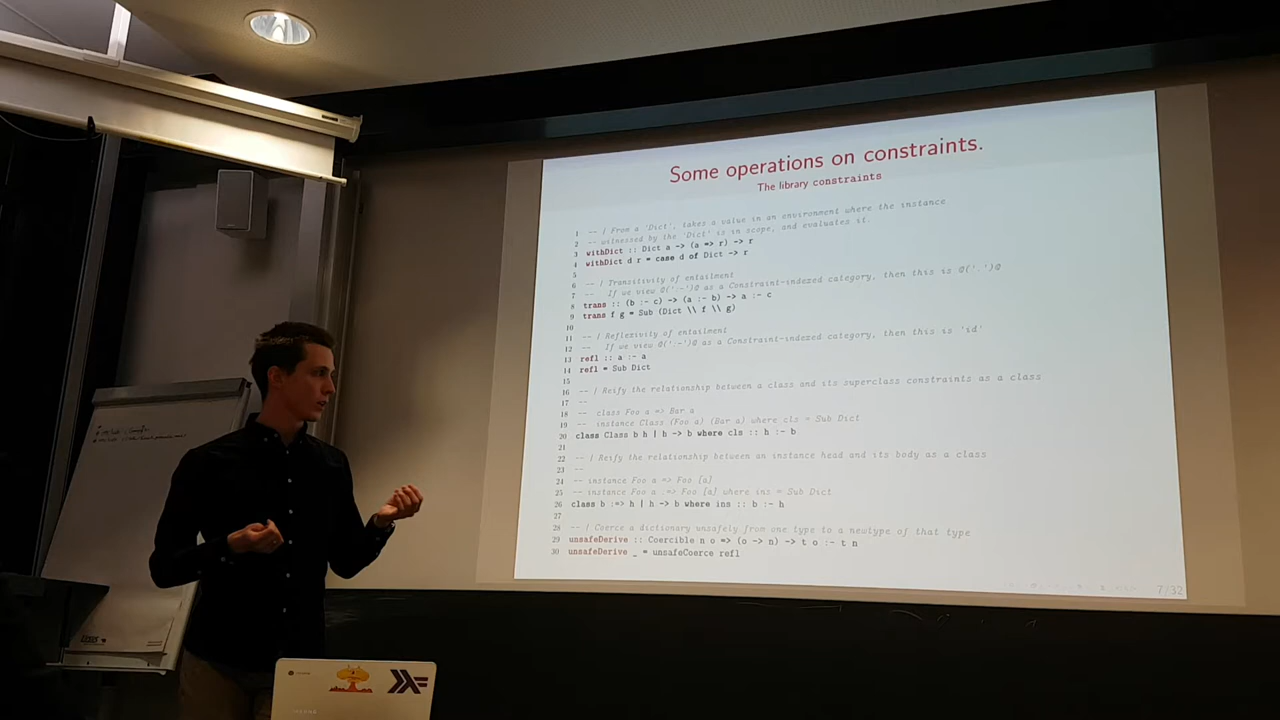 Some operations on constraints.
The library constraints
1 -- | From a 'Dict', takes a value in an environment where the instance
2 -- witnessed by the 'Dict' is in scope, and evaluates it.
3 withDict :: Dict a -> (a => r) -> r
4 withDict d r = case d of Dict -> r
5
6 -- | Transitivity of entailment
7 -- If we view @(':-')@ as a Constraint-indexed category, then this is @('.')@
8 trans :: (b :- c) -> (a :- b) -> a :- c
9 trans f g = Sub (Dict \\ f \\ g)
10
11 -- | Reflexivity of entailment
12 -- If we view @(':-')@ as a Constraint-indexed category, then this is 'id'
13 refl :: a :- a
14 refl = Sub Dict
15
16 -- | Reify the relationship between a class and its superclass constraints as a class
17 --
18 -- class Foo a => Bar a
19 -- instance Class (Foo a) (Bar a) where cls = Sub Dict
20 class Class b h | h -> b where cls :: h :- b
21
22 -- | Reify the relationship between an instance head and its body as a class
23 --
24 -- instance Foo a => Foo [a]
25 -- instance Foo a :=> Foo [a] where ins = Sub Dict
26 class b :=> h | h -> b where ins :: b :- h
27
28 -- | Coerce a dictionary unsafely from one type to a newtype of that type
29 unsafeDerive :: Coercible n o => (o -> n) -> t o :- t n
30 unsafeDerive _ = unsafeCoerce refl
7/32